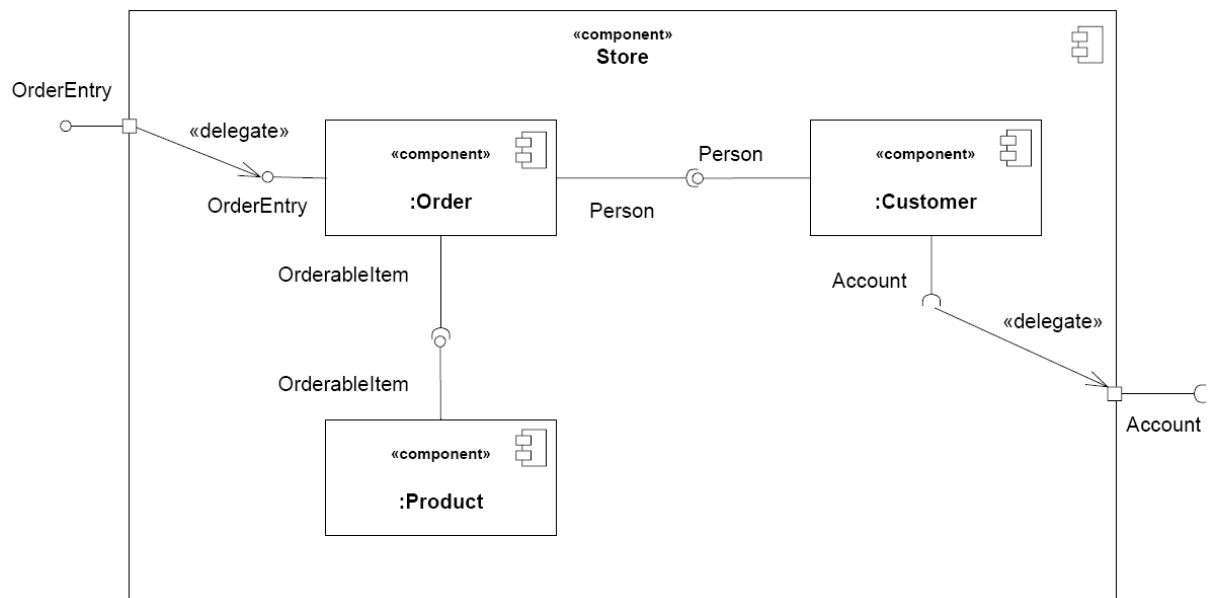 «component»
Store
OrderEntry
«delegate»
«component»
:Order
OrderEntry
Person
Person
«component»
:Customer
OrderableItem
Account
«delegate»
OrderableItem
Account
«component»
:Product